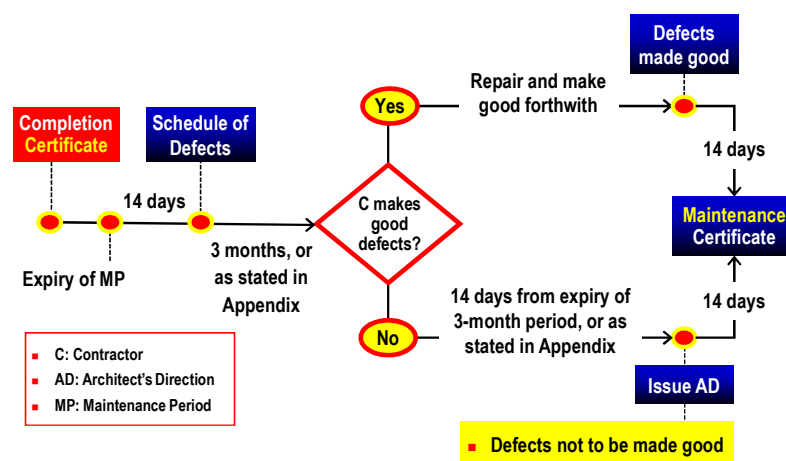 Completion
Certificate
Schedule of
Defects
14 days
Expiry of MP
3 months, or
as stated in
Appendix
C makes
good
defects?
Yes
Repair and make
good forthwith
Defects
made good
14 days
Maintenance
Certificate
14 days
No
14 days from expiry of
3-month period, or as
stated in Appendix
Issue AD
Defects not to be made good
C: Contractor
AD: Architect's Direction
MP: Maintenance Period